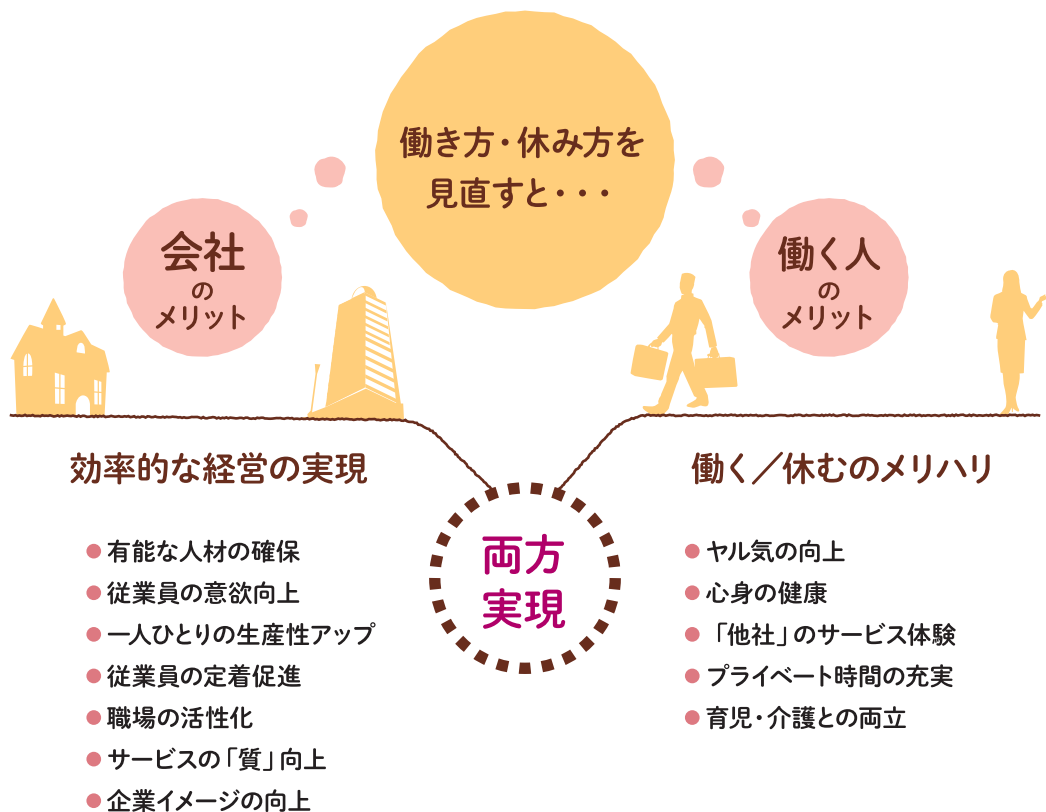 働き方・休み方を
見直すと・・・
会社
の
メリット
働く人
の
メリット
効率的な経営の実現
有能な人材の確保
従業員の意欲向上
一人ひとりの生産性アップ
従業員の定着促進
職場の活性化
サービスの「質」向上
企業イメージの向上
両方
実現
働く／休むのメリハリ
ヤル気の向上
心身の健康
「他社」のサービス体験
プライベート時間の充実
育児・介護との両立